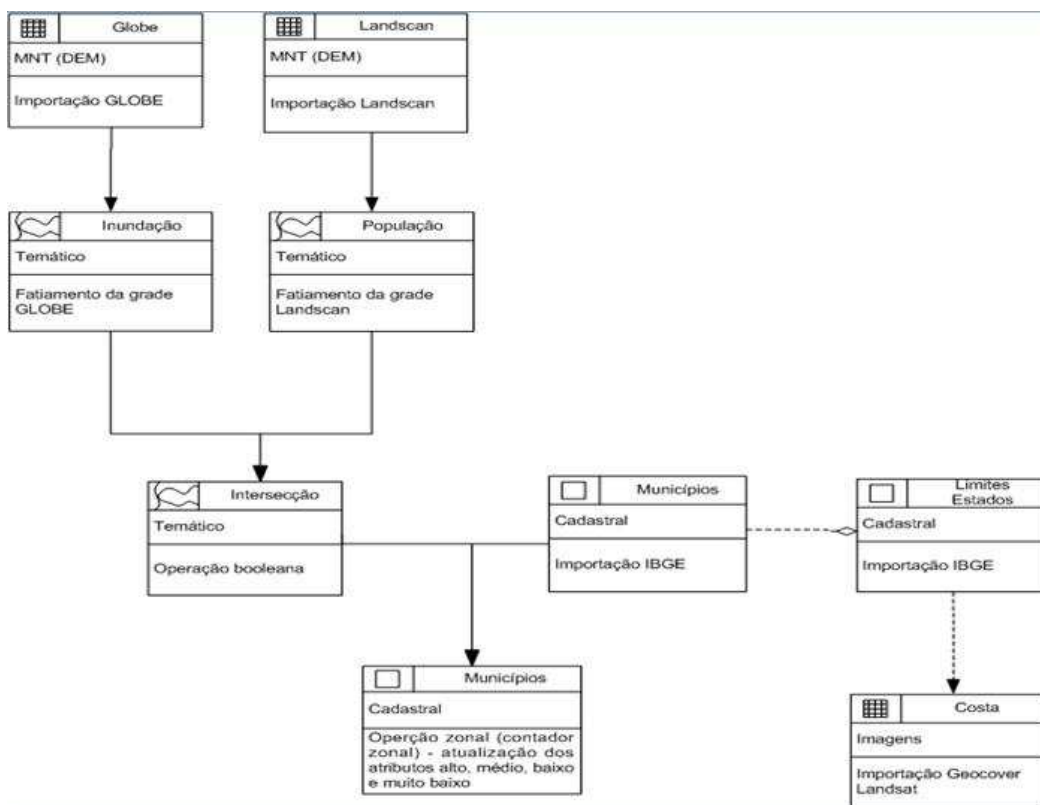 Globe
MNT (DEM)
Importação GLOBE
Landscan
MNT (DEM)
Importação Landscan
Inundação
Temático
Fatiamento da grade
GLOBE
População
Temático
Fatiamento da grade
Landscan
Intersecção
Temático
Operação booleana
Municípios
Cadastral
Importação IBGE
Limites
Estados
Cadastral
Importação IBGE
Municípios
Cadastral
Operção zonal (contador
zonal) - atualização dos
atributos alto, médio, baixo
e muito baixo
Costa
Imagens
Importação Geocover
Landsat